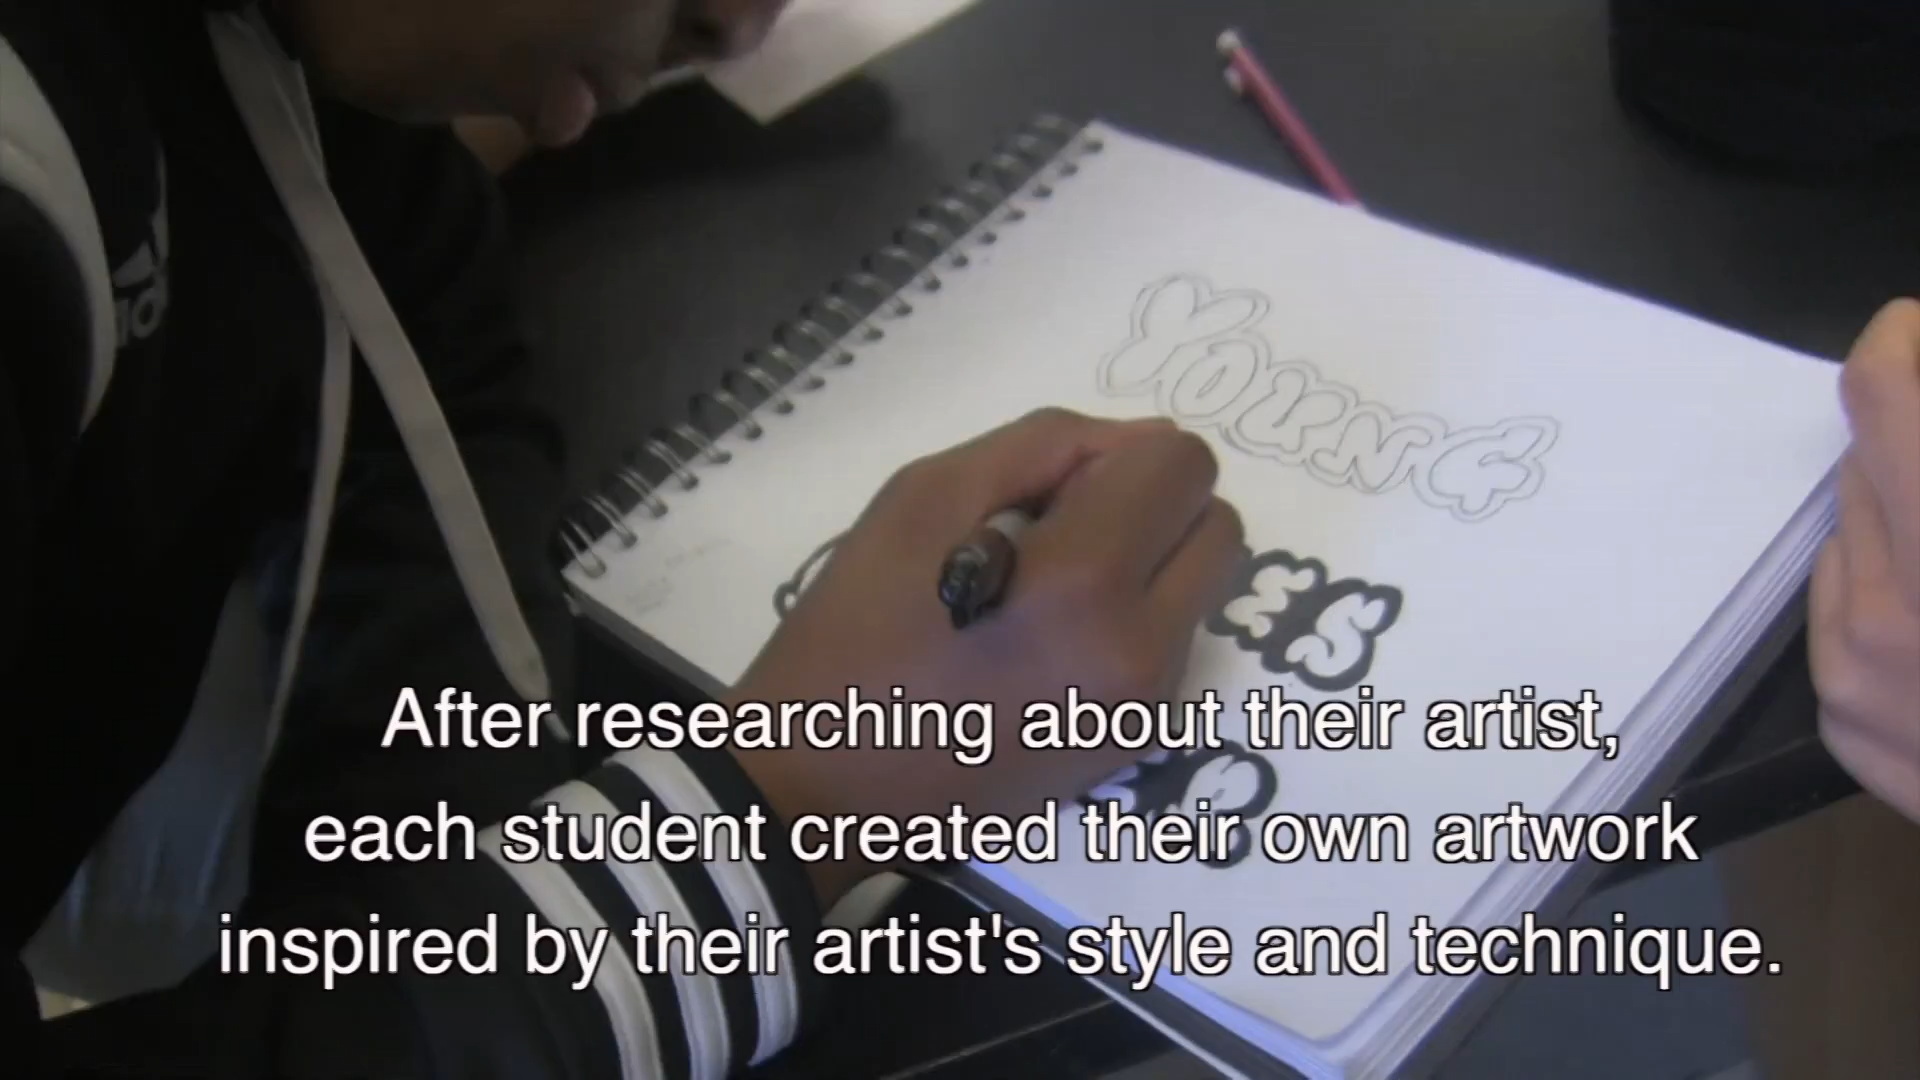 YOUNG
ES
After researching about their artist,
each student created their own artwork
inspired by their artist's style and technique.